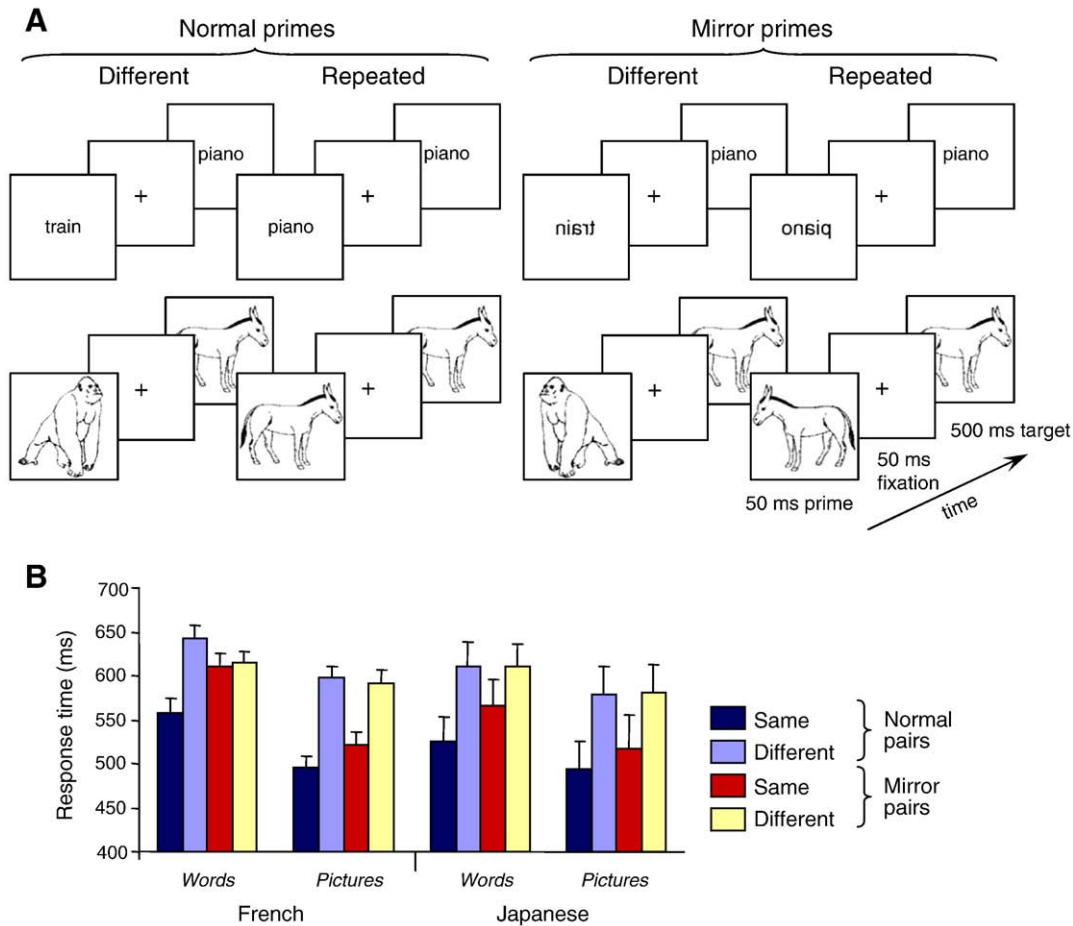 A
Normal primes
Mirror primes
Different
Repeated
Different
Repeated
piano
+
train
piano
+
piano
piano
+
train
piano
+
piano
+
+
+
+
500 ms target
50 ms
fixation
50 ms prime
time
B
Response time (ms)
700
650
600
550
500
450
400
Words
Pictures
Words
Pictures
French
Japanese
Same
Different
Normal
pairs
Same
Different
Mirror
pairs